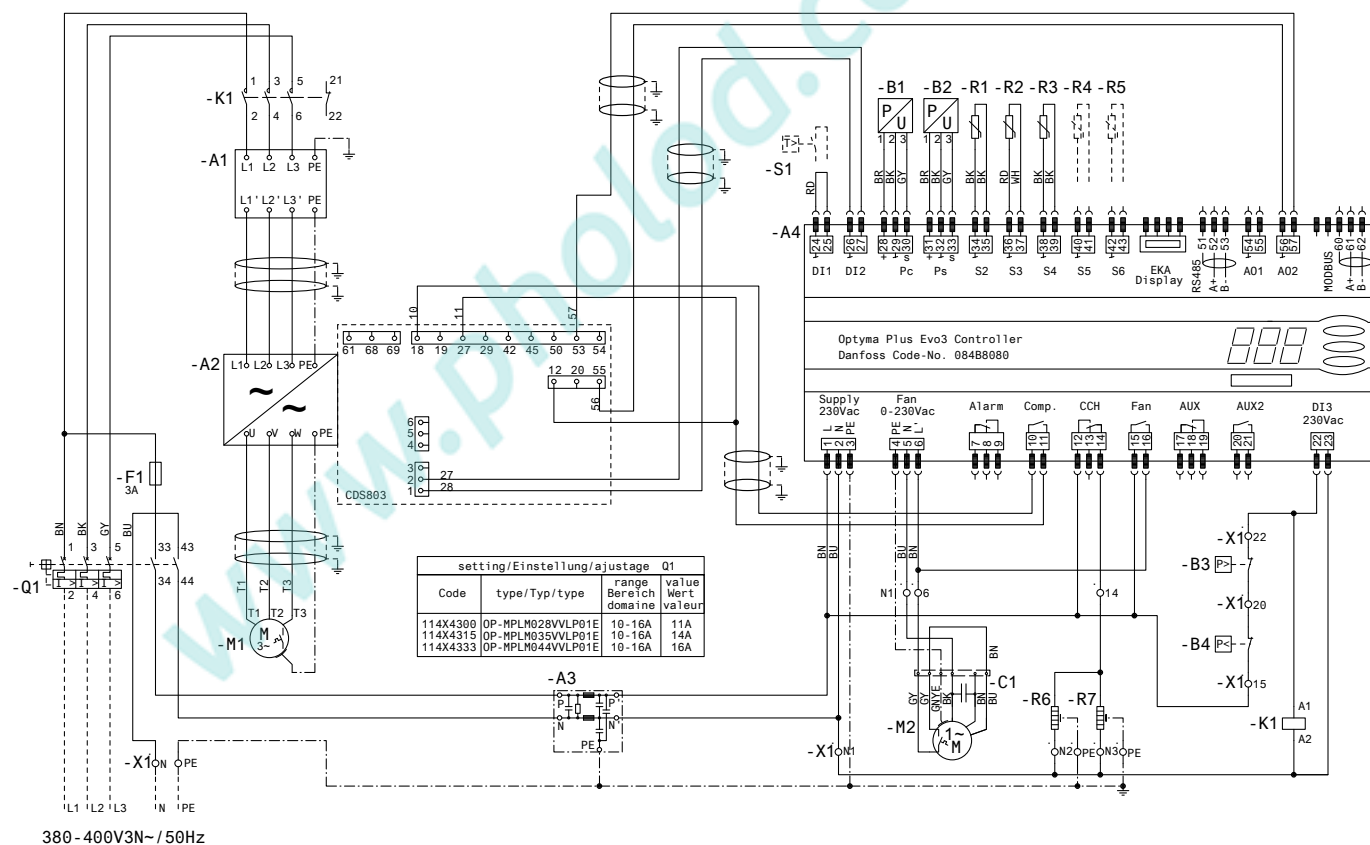 www.pholod.c
-K1
1 3 5 21
2 4 6 22
-A1
L1 L2 L3 PE
L1' L2' L3' PE
-A2
L1 L2 L3 PE
~
~
U V W PE
-F1
3A
BN BK GY BU
1 3 5 33 43
2 4 6 34 44
-Q1
I> I> I>
T1 T2 T3
T1 T2 T3
M
3~
-M1
-X1 N PE
L1 L2 L3 N PE
380-400V3N~/50Hz
10 11 57
61 68 69 18 19 27 29 42 45 50 53 54
12 20 55
56
6
5
4
3
2
1
27
28
CDS803
setting/Einstellung/ajustage Q1
Code type/Typ/type range Bereich domaine value Wert valeur
114X4300 OP-MPLM028VVLP01E 10-16A 11A
114X4315 OP-MPLM035VVLP01E 10-16A 14A
114X4333 OP-MPLM044VVLP01E 10-16A 16A
-A3
P P
N N
PE
-B1 -B2 -R1 -R2 -R3 -R4 -R5
P U P U
1 2 3 1 2 3
T>
-S1
RD BR BK GY BR BK GY BK BK RD WH BK BK
-A4
24 25 26 27 28 29 30 31 32 33 34 35 36 37 38 39 40 41 42 43 51 52 53 54 55 56 57 60 61 62
+ s + s
DI1 DI2 Pc Ps S2 S3 S4 S5 S6 EKA Display RS485 A+ B- AO1 AO2 MODBUS A+ B-
Optyma Plus Evo3 Controller
Danfoss Code-No. 084B8080
Supply 230Vac Fan 0-230Vac Alarm Comp. CCH Fan AUX AUX2 DI3 230Vac
L N PE PE N L'
1 2 3 4 5 6 7 8 9 10 11 12 13 14 15 16 17 18 19 20 21 22 23
BN BU BU BN
N1 6 14
-X1 22
-B3 P>
-X1 20
-B4 P<
-X1 15
-K1 A1
A2
BN
-C1
GY GY GNYE BK BN BU
-M2
1~
M
-R6 -R7
-X1 N1
N2 PE N3 PE